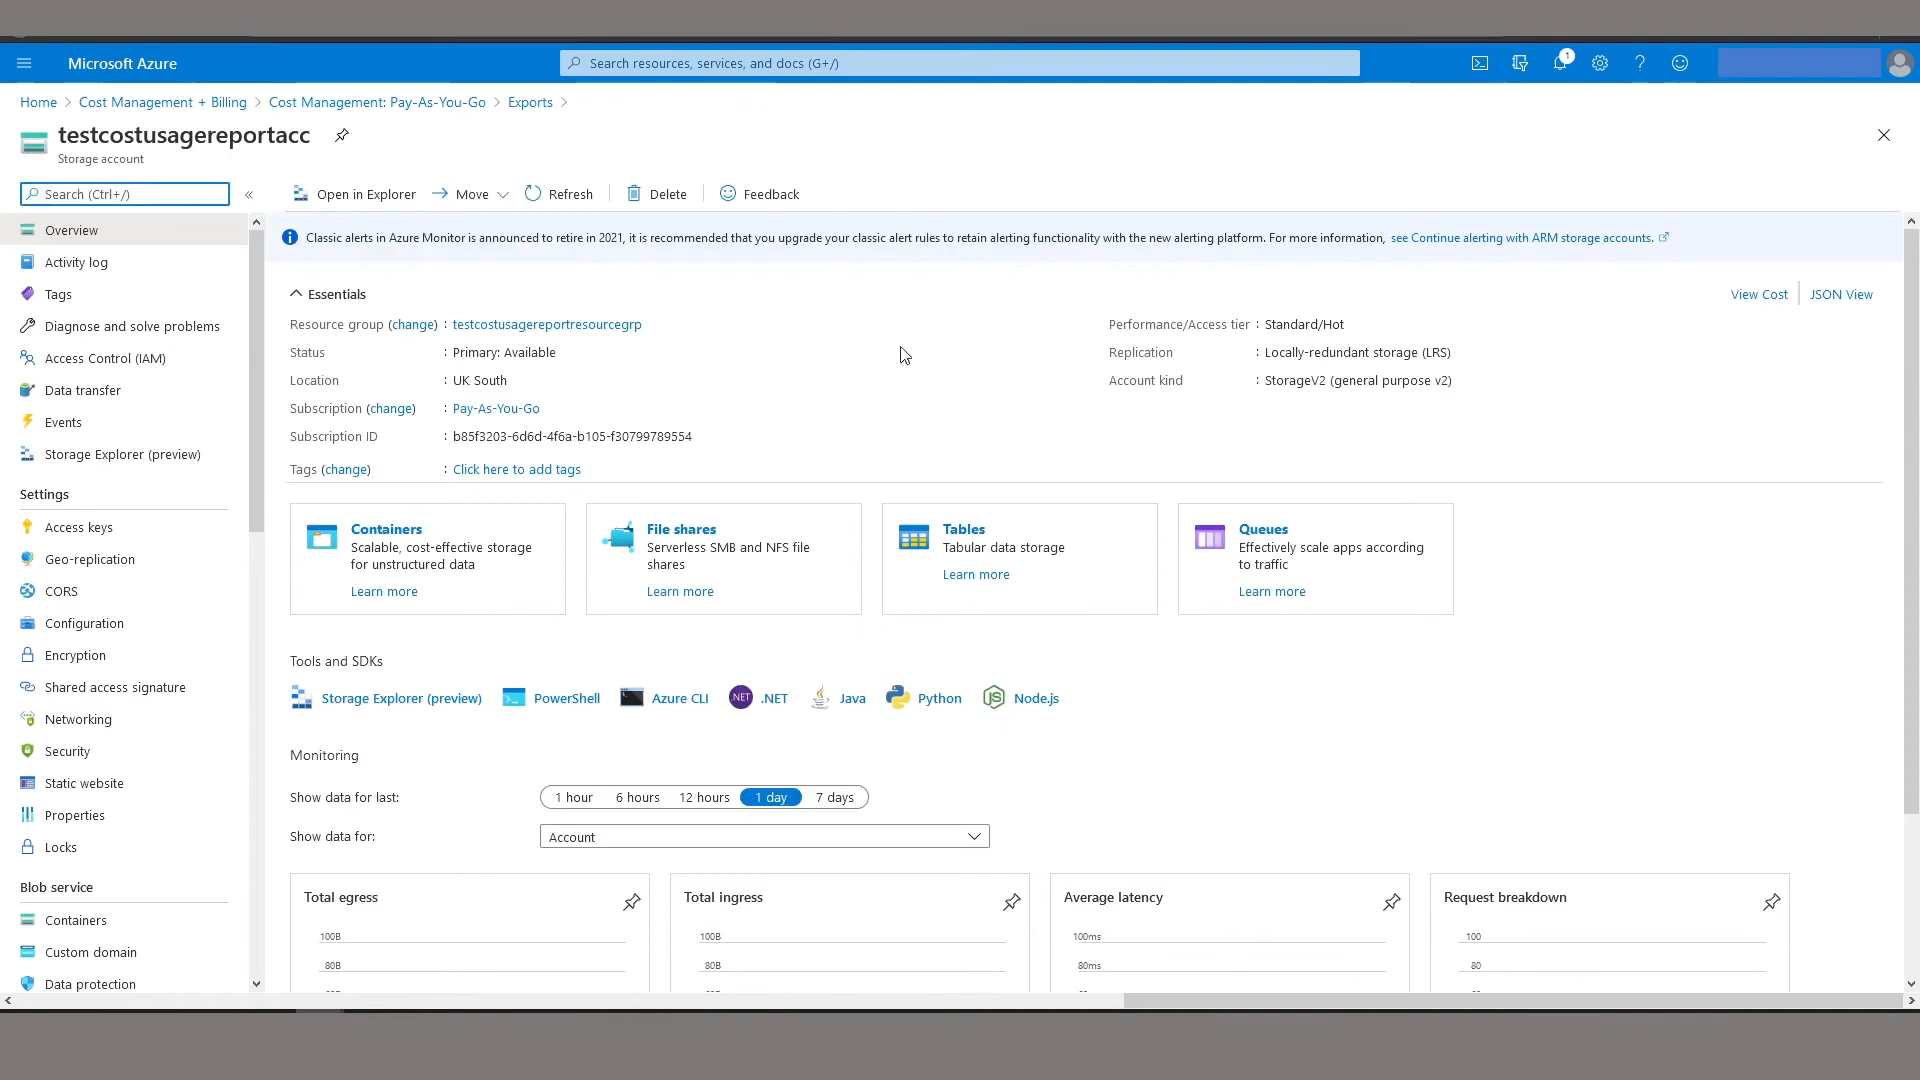 Microsoft Azure
Search resources, services, and docs (G+/)
1
Home > Cost Management + Billing > Cost Management: Pay-As-You-Go > Exports >
testcostusagereportacc
Storage account
Search (Ctrl+/)
«
Open in Explorer
Move
Refresh
Delete
Feedback
Overview
Activity log
Tags
Diagnose and solve problems
Access Control (IAM)
Data transfer
Events
Storage Explorer (preview)
Settings
Access keys
Geo-replication
CORS
Configuration
Encryption
Shared access signature
Networking
Security
Static website
Properties
Locks
Blob service
Containers
Custom domain
Data protection
Classic alerts in Azure Monitor is announced to retire in 2021, it is recommended that you upgrade your classic alert rules to retain alerting functionality with the new alerting platform. For more information, see Continue alerting with ARM storage accounts.
Essentials
View Cost
JSON View
Resource group (change) : testcostusagereportresourcegrp
Status : Primary: Available
Location : UK South
Subscription (change) : Pay-As-You-Go
Subscription ID : b85f3203-6d6d-4f6a-b105-f30799789554
Tags (change) : Click here to add tags
Performance/Access tier : Standard/Hot
Replication : Locally-redundant storage (LRS)
Account kind : StorageV2 (general purpose v2)
Containers
Scalable, cost-effective storage
for unstructured data
Learn more
File shares
Serverless SMB and NFS file
shares
Learn more
Tables
Tabular data storage
Learn more
Queues
Effectively scale apps according
to traffic
Learn more
Tools and SDKs
Storage Explorer (preview)
PowerShell
Azure CLI
NET .NET
Java
Python
Node.js
Monitoring
Show data for last:
1 hour
6 hours
12 hours
1 day
7 days
Show data for:
Account
Total egress
100B
80B
Total ingress
100B
80B
Average latency
100ms
80ms
Request breakdown
100
80